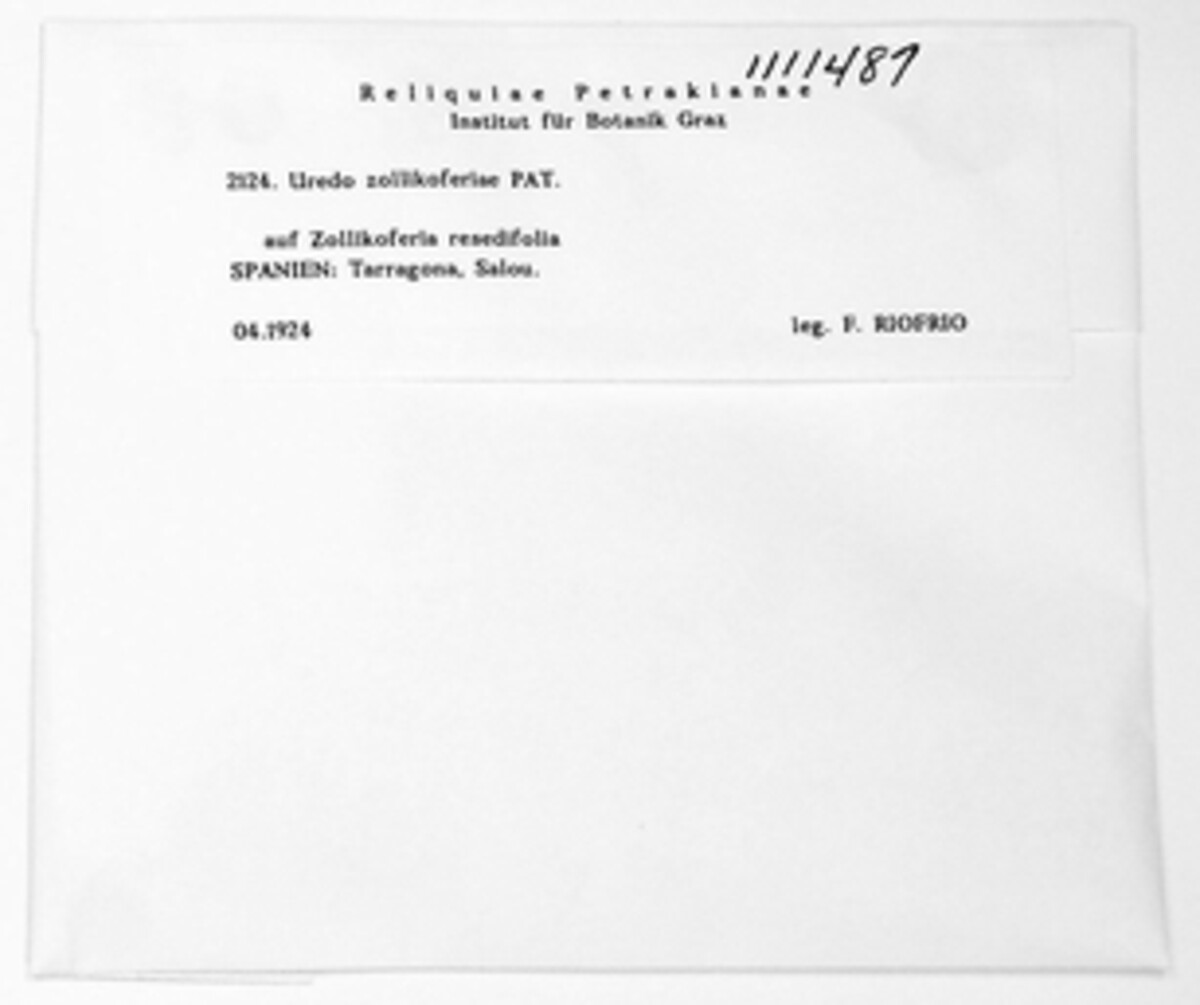 1111487
Reliquiae Petrakianae
Institut für Botanik Graz
2124. Uredo zollikoferiae PAT.
auf Zollikoferia resedifolia
SPANIEN: Tarragona, Salou.
04.1924
leg. F. RIOFRIO